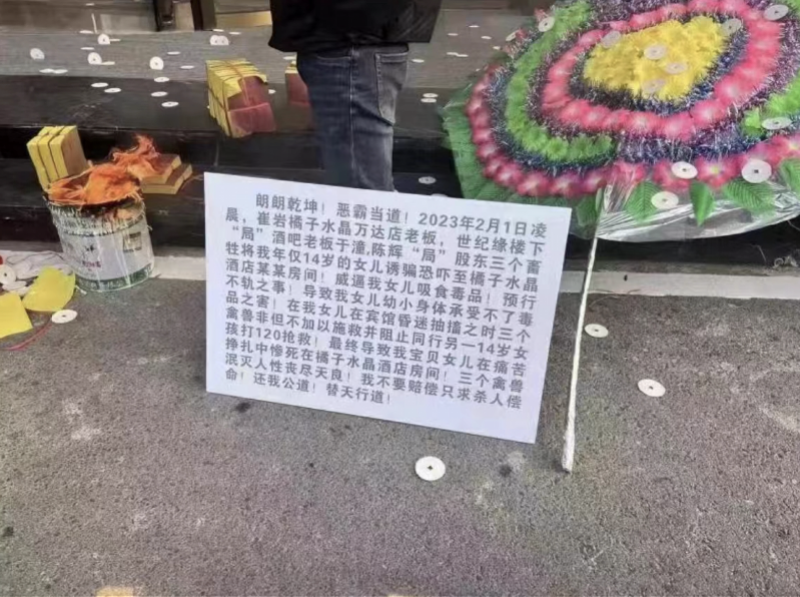 朗朗乾坤！恶霸当道！2023年2月1日凌
晨，崔岩橘子水晶万达店老板，世纪缘楼下
“局”酒吧老板于潼,陈辉“局”股东三个畜
牲将我年仅14岁的女儿诱骗恐吓至橘子水晶
酒店某某房间！威逼我女儿吸食毒品！预行
不轨之事！导致我女儿幼小身体承受不了毒
品之害！在我女儿在宾馆昏迷抽搐之时三个
禽兽非但不加以施救并阻止同行另一14岁女
孩打120抢救！最终导致我宝贝女儿在痛苦
挣扎中惨死在橘子水晶酒店房间！三个禽兽
泯灭人性丧尽天良！我不要赔偿只求杀人偿
命！还我公道！替天行道！